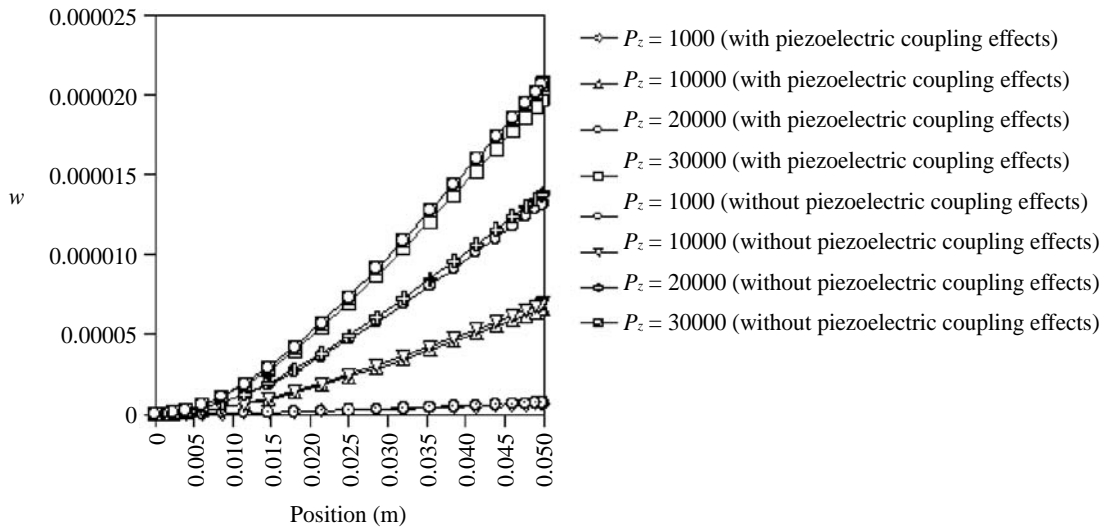 0.000025
0.000020
0.000015
0.000010
0.00005
0
w
0
0.005
0.010
0.015
0.020
0.025
0.030
0.035
0.040
0.045
0.050
Position (m)
Pz = 1000 (with piezoelectric coupling effects)
Pz = 10000 (with piezoelectric coupling effects)
Pz = 20000 (with piezoelectric coupling effects)
Pz = 30000 (with piezoelectric coupling effects)
Pz = 1000 (without piezoelectric coupling effects)
Pz = 10000 (without piezoelectric coupling effects)
Pz = 20000 (without piezoelectric coupling effects)
Pz = 30000 (without piezoelectric coupling effects)